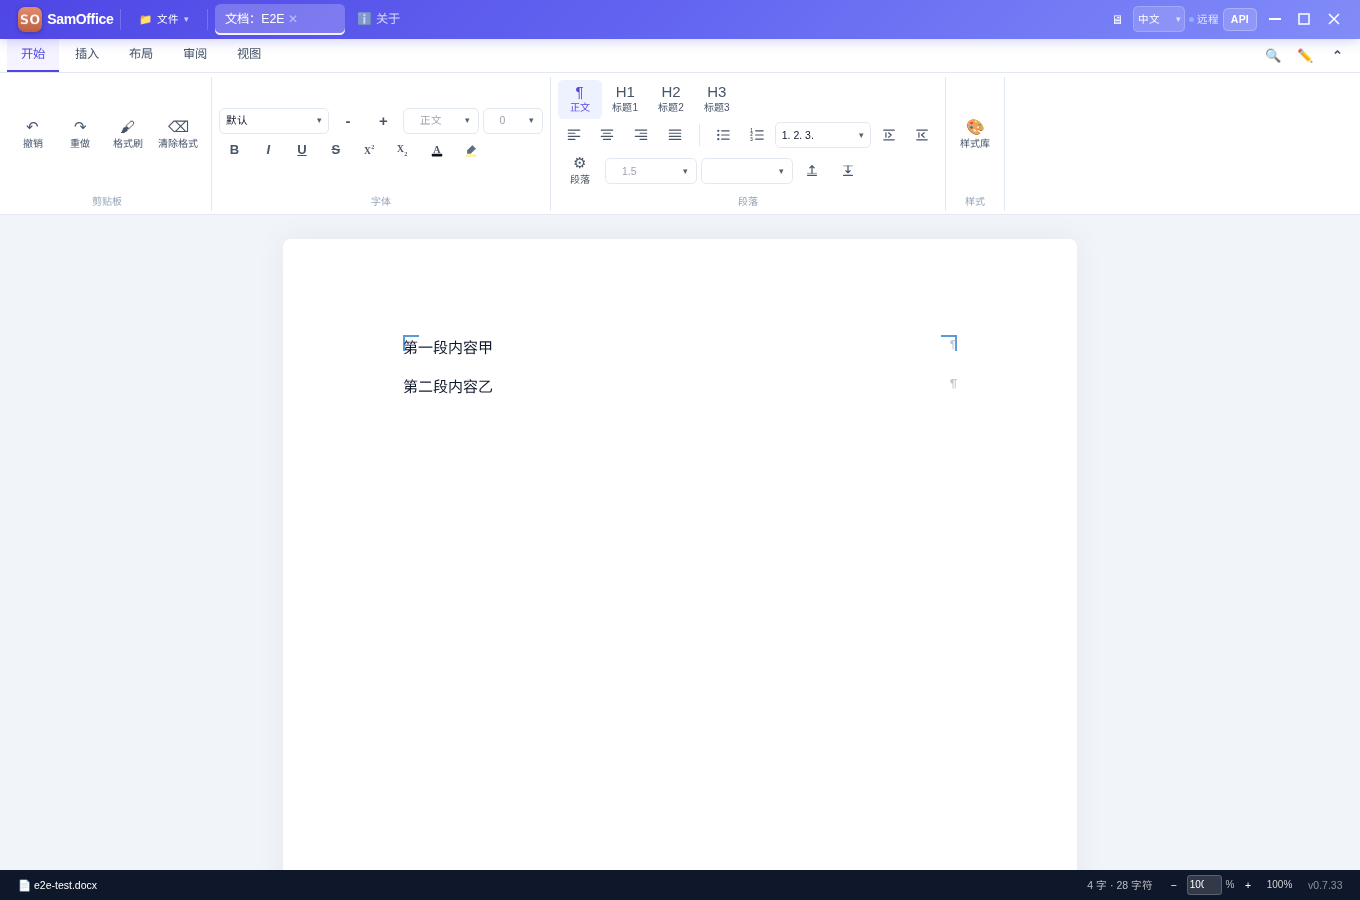 SO SamOffice 文件 文档: E2E 关于 中文 远程 API
开始 插入 布局 审阅 视图
撤销 重做 格式刷 清除格式
剪贴板
默认 - + 正文 0
B I U S X² X₂ A
字体
¶ H1 H2 H3
正文 标题1 标题2 标题3
1. 2. 3.
段落 1.5
段落
样式库
样式
第一段内容甲 ¶
第二段内容乙 ¶
e2e-test.docx 4 字 · 28 字符 − 100 % + 100% v0.7.33